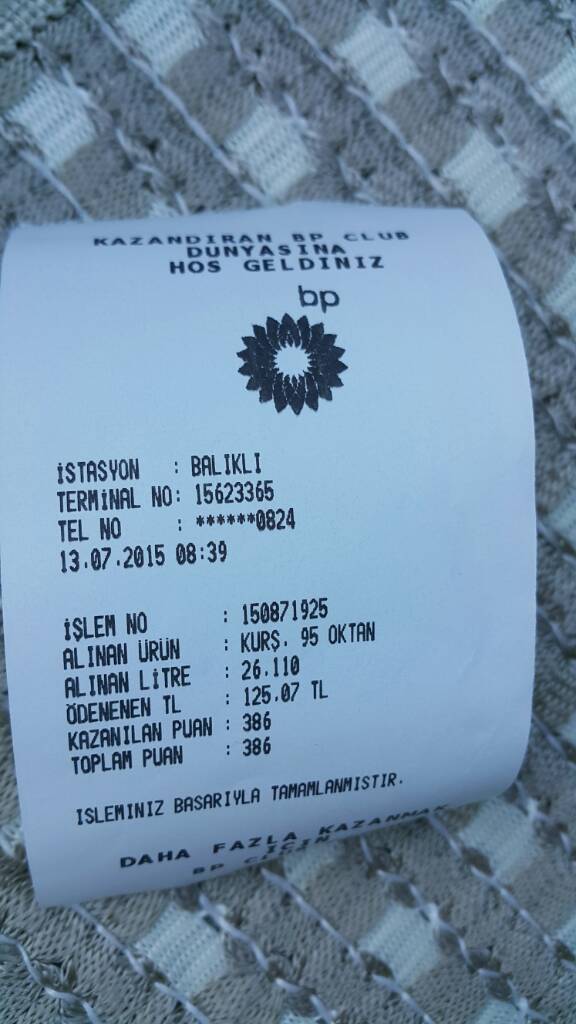 KAZANDIRAN BP CLUB
DUNYASINA
HOS GELDINIZ
bp
İSTASYON : BALIKLI
TERMİNAL NO: 15623365
TEL NO : ******0824
13.07.2015 08:39
İŞLEM NO : 150871925
ALINAN ÜRÜN : KURŞ. 95 OKTAN
ALINAN LİTRE : 26.110
ÖDENENEN TL : 125.07 TL
KAZANILAN PUAN : 386
TOPLAM PUAN : 386
ISLEMINIZ BASARIYLA TAMAMLANMISTIR.
DAHA FAZLA KAZANMAK
ICIN
BP